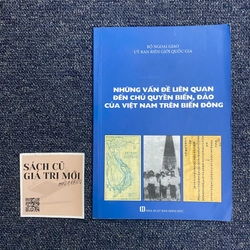 BỘ NGOẠI GIAO
ỦY BAN BIÊN GIỚI QUỐC GIA
NHỮNG VẤN ĐỀ LIÊN QUAN
ĐẾN CHỦ QUYỀN BIỂN, ĐẢO
CỦA VIỆT NAM TRÊN BIỂN ĐÔNG
SÁCH CŨ
GIÁ TRỊ MỚI